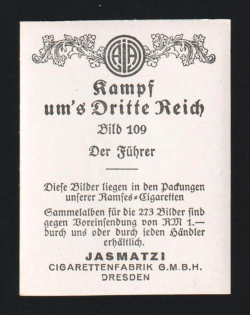 AJA
Kampf
um's Dritte Reich
Bild 109
Der Führer
Diese Bilder liegen in den Packungen
unserer Ramses-Cigaretten
Sammelalben für die 273 Bilder sind
gegen Voreinsendung von RM 1.—
durch uns oder durch jeden Händler
erhältlich.
JASMATZI
CIGARETTENFABRIK G.M.B.H.
DRESDEN